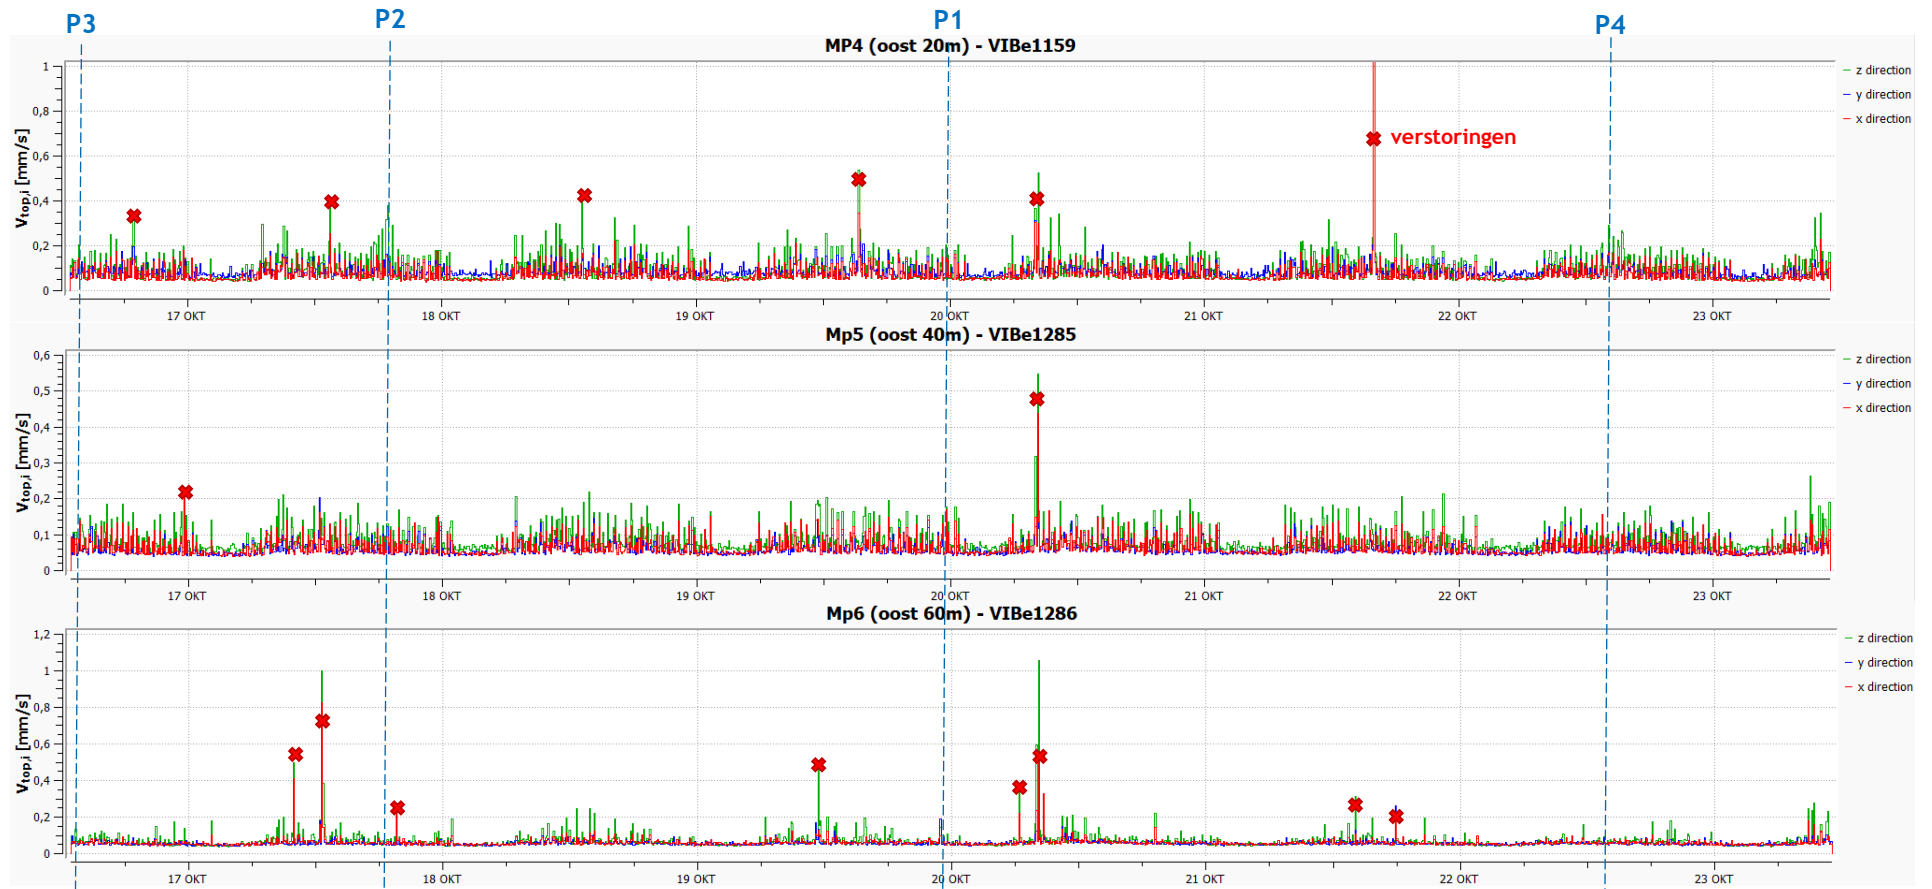 P3 P2 P1 P4
MP4 (oost 20m) - VIBe1159
Vtop,i [mm/s]
1
0,8
0,6
0,4
0,2
0
verstoringen
z direction
y direction
x direction
17 OKT 18 OKT 19 OKT 20 OKT 21 OKT 22 OKT 23 OKT
Mp5 (oost 40m) - VIBe1285
Vtop,i [mm/s]
0,6
0,5
0,4
0,3
0,2
0,1
0
z direction
y direction
x direction
17 OKT 18 OKT 19 OKT 20 OKT 21 OKT 22 OKT 23 OKT
Mp6 (oost 60m) - VIBe1286
Vtop,i [mm/s]
1,2
1
0,8
0,6
0,4
0,2
0
z direction
y direction
x direction
17 OKT 18 OKT 19 OKT 20 OKT 21 OKT 22 OKT 23 OKT